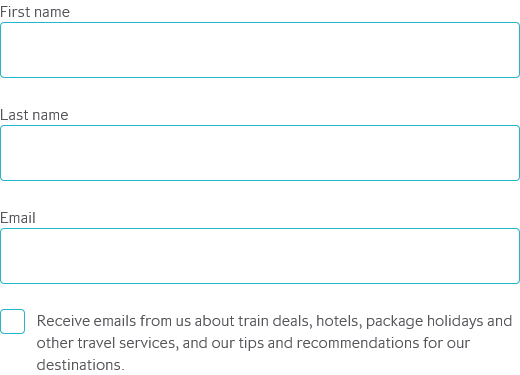 First name
Last name
Email
Receive emails from us about train deals, hotels, package holidays and
other travel services, and our tips and recommendations for our
destinations.